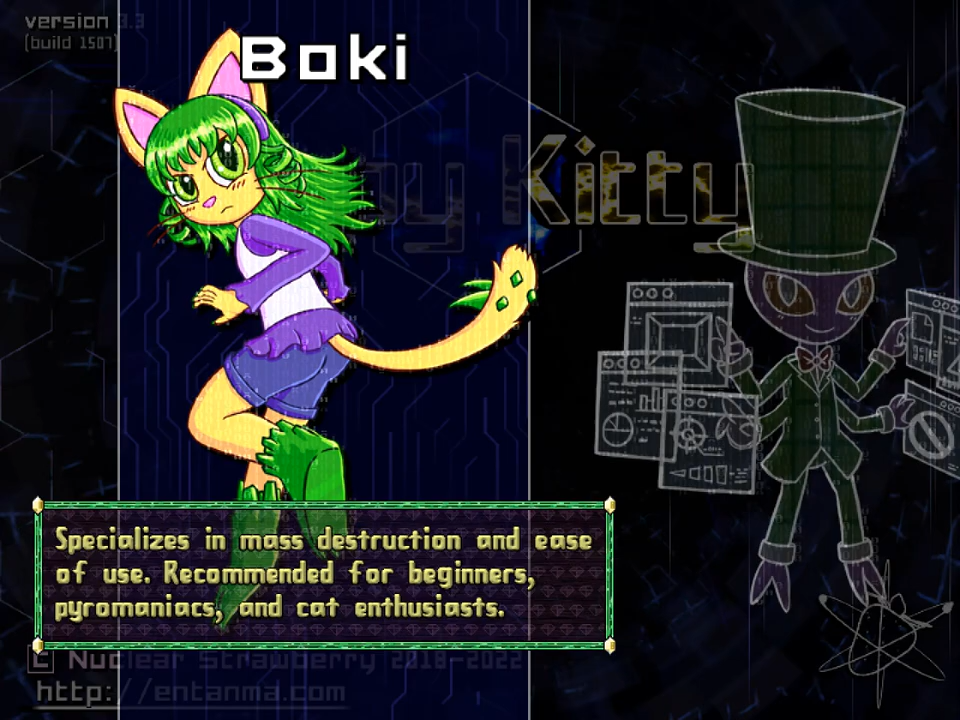 version 3.3
(build 1507)
Boki
y Kitty
Specializes in mass destruction and ease
of use. Recommended for beginners,
pyromaniacs, and cat enthusiasts.
Nuclear Strawberry 2018-2022
http://entanma.com